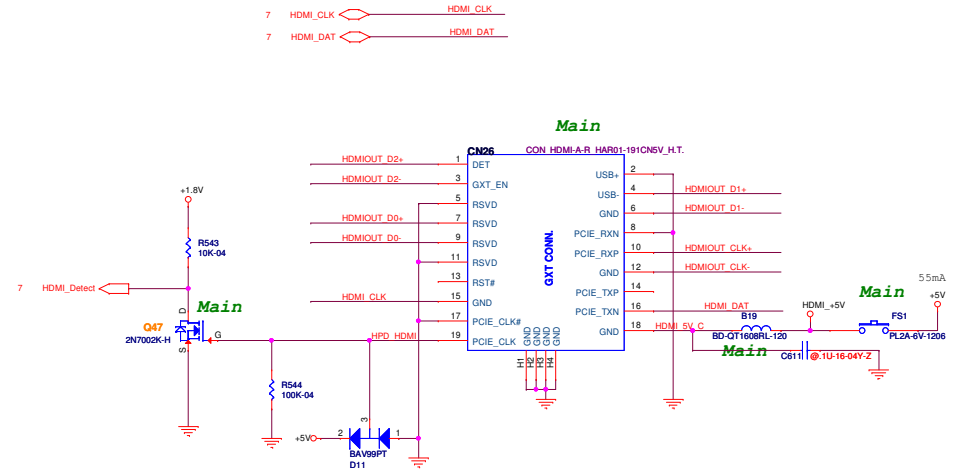 7 HDMI_CLK HDMI_CLK
7 HDMI_DAT HDMI_DAT
Main
CN26 CON_HDMI-A-R_HAR01-191CN5V_H.T.
HDMIOUT_D2+ 1 DET
USB+ 2
HDMIOUT_D2- 3 GXT_EN
USB- 4 HDMIOUT_D1+
5 RSVD
GND 6 HDMIOUT_D1-
HDMIOUT_D0+ 7 RSVD
PCIE_RXN 8
HDMIOUT_D0- 9 RSVD
PCIE_RXP 10 HDMIOUT_CLK+
11 RSVD
GND 12 HDMIOUT_CLK-
13 RST#
PCIE_TXP 14
HDMI_CLK 15 GND
PCIE_TXN 16 HDMI_DAT
17 PCIE_CLK#
GND 18 HDMI_5V_C
HPD_HDMI 19 PCIE_CLK
GXT CONN.
GND GND GND GND
H1 H2 H3 H4
+1.8V
R543
10K-04
7 HDMI_Detect
Main
Q47
2N7002K-H
D
S
G
R544
100K-04
+5V 2 3 1
BAV99PT
D11
B19
BD-QT1608RL-120
HDMI_+5V
Main
55mA
+5V
FS1
PL2A-6V-1206
Main
C611 @.1U-16-04Y-Z